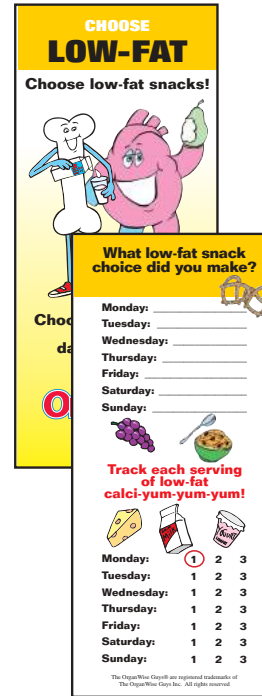 CHOOSE
LOW-FAT
Choose low-fat snacks!
What low-fat snack
choice did you make?
Monday:
Tuesday:
Wednesday:
Thursday:
Friday:
Saturday:
Sunday:
Track each serving
of low-fat
calci-yum-yum-yum!
Monday: 1 2 3
Tuesday: 1 2 3
Wednesday: 1 2 3
Thursday: 1 2 3
Friday: 1 2 3
Saturday: 1 2 3
Sunday: 1 2 3
The OrganWise Guys® are registered trademarks of
The OrganWise Guys Inc. All rights reserved